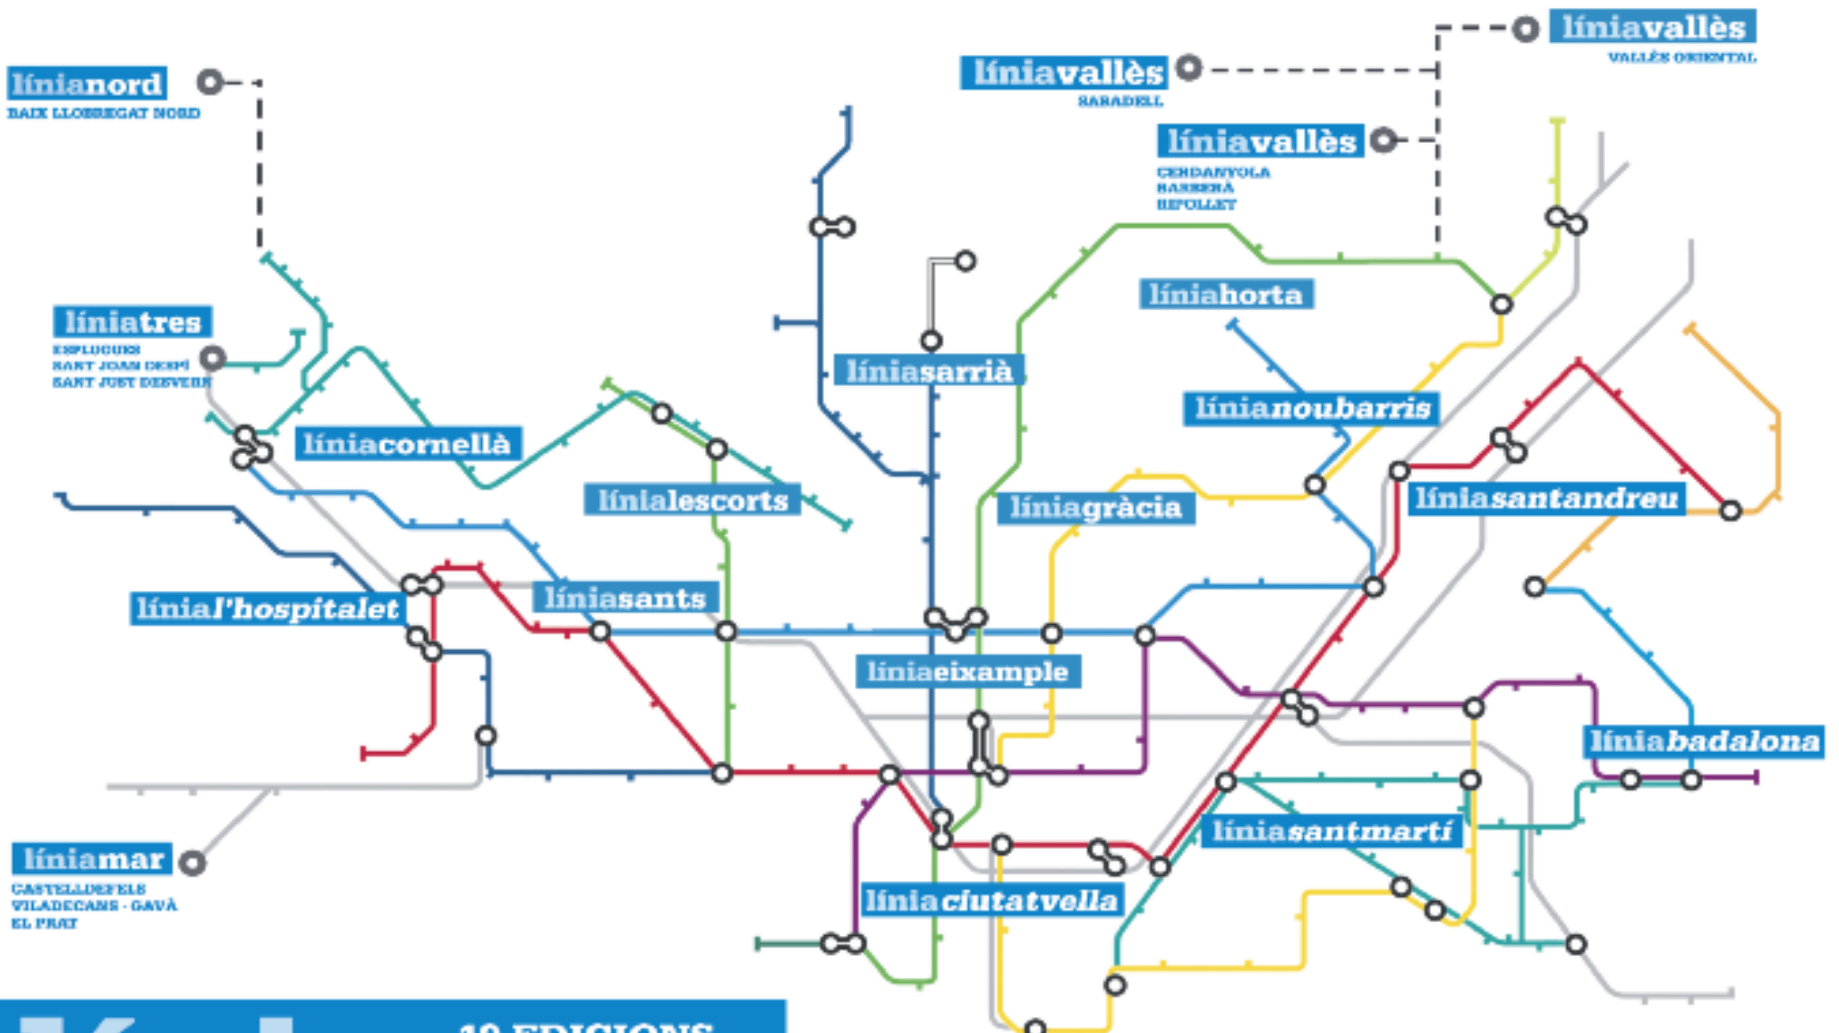 líniavallès
VALLÈS ORIENTAL
líniavallès
SABADELL
línianord
BAIX LLOBREGAT NORD
líniavallès
CERDANYOLA
BARBERÀ
RIPOLLET
líniahorta
líniatres
ESPLUGUES
SANT JOAN DESPÍ
SANT JUST DESVERN
líniasarrià
línianoubarris
líniacornellà
línialescorts
líniagràcia
líniasantandreu
línial'hospitalet
líniasants
líniaeixample
líniabadalona
líniasantmartí
líniamar
CASTELLDEFELS
VILADECANS · GAVÀ
EL PRAT
líniaciutatvella
19 EDICIONS